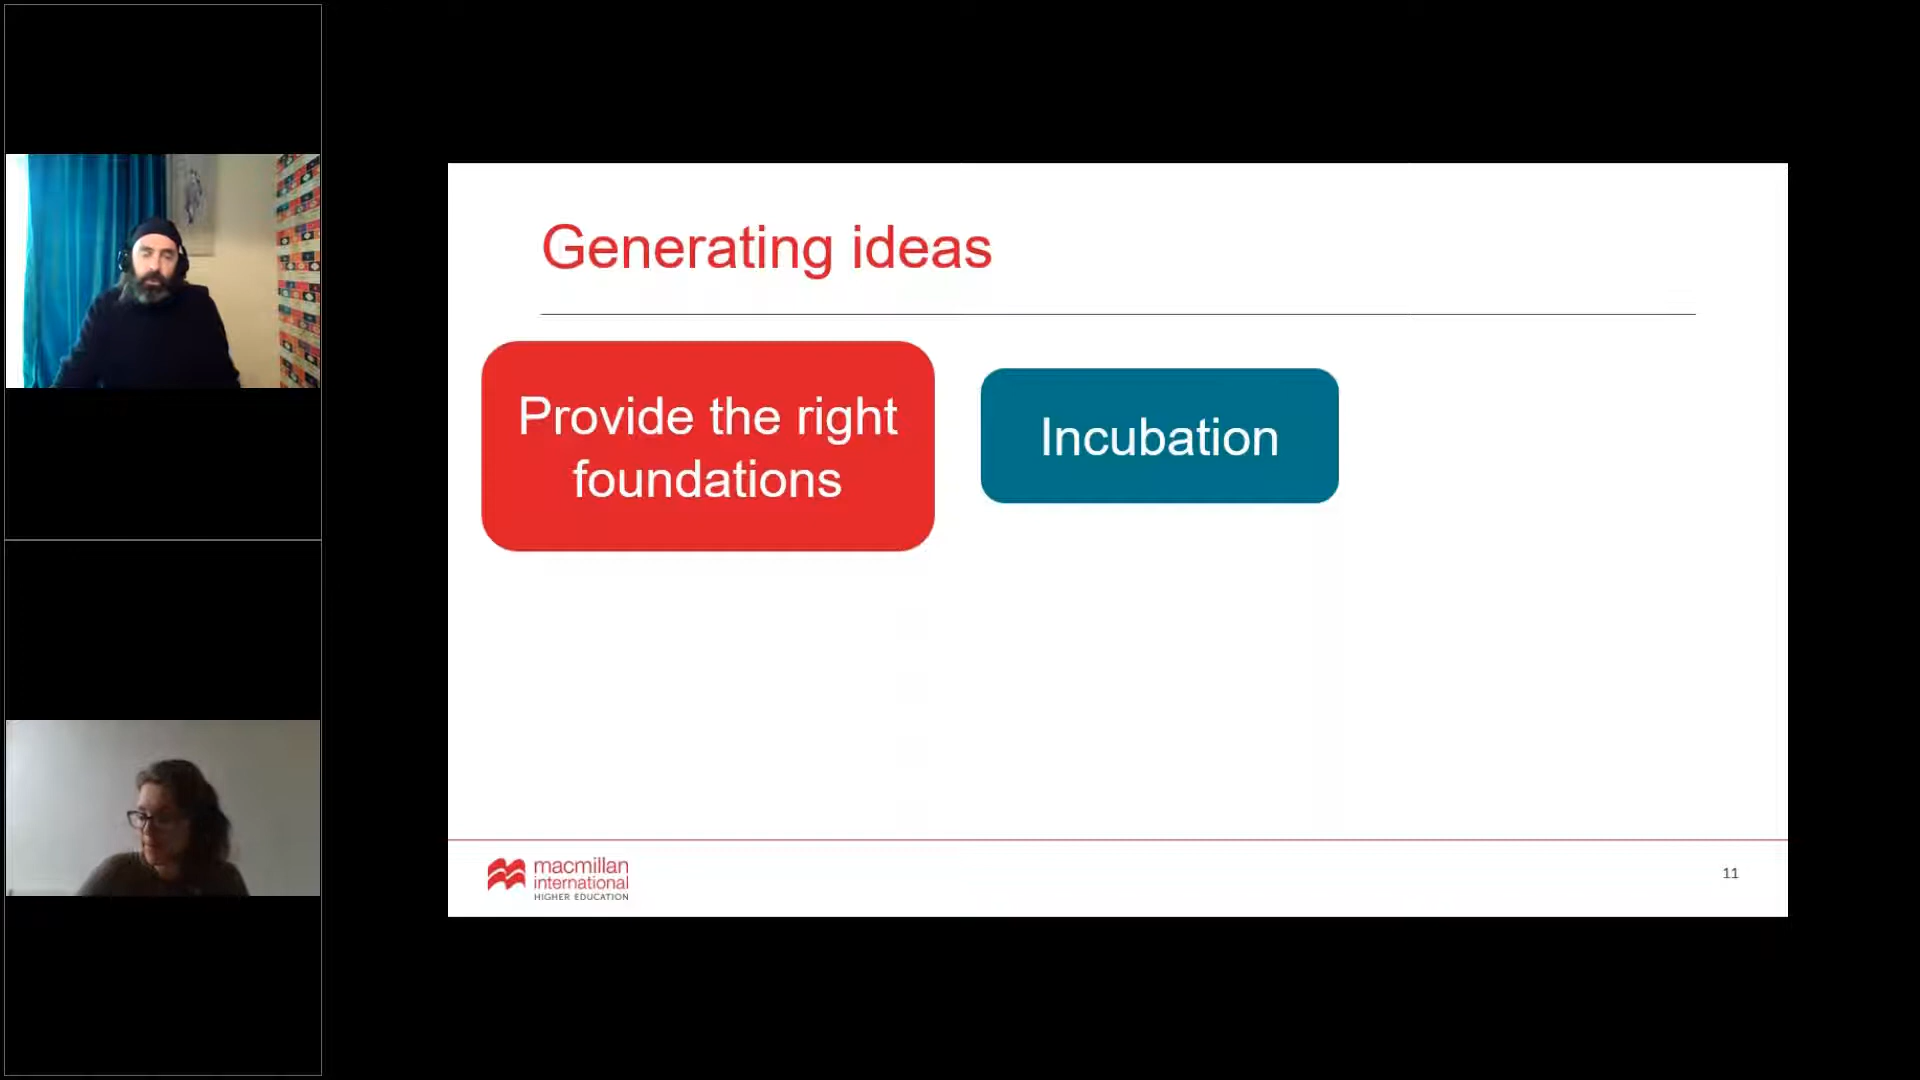 Generating ideas
Provide the right
foundations
Incubation
macmillan
international
HIGHER EDUCATION
11